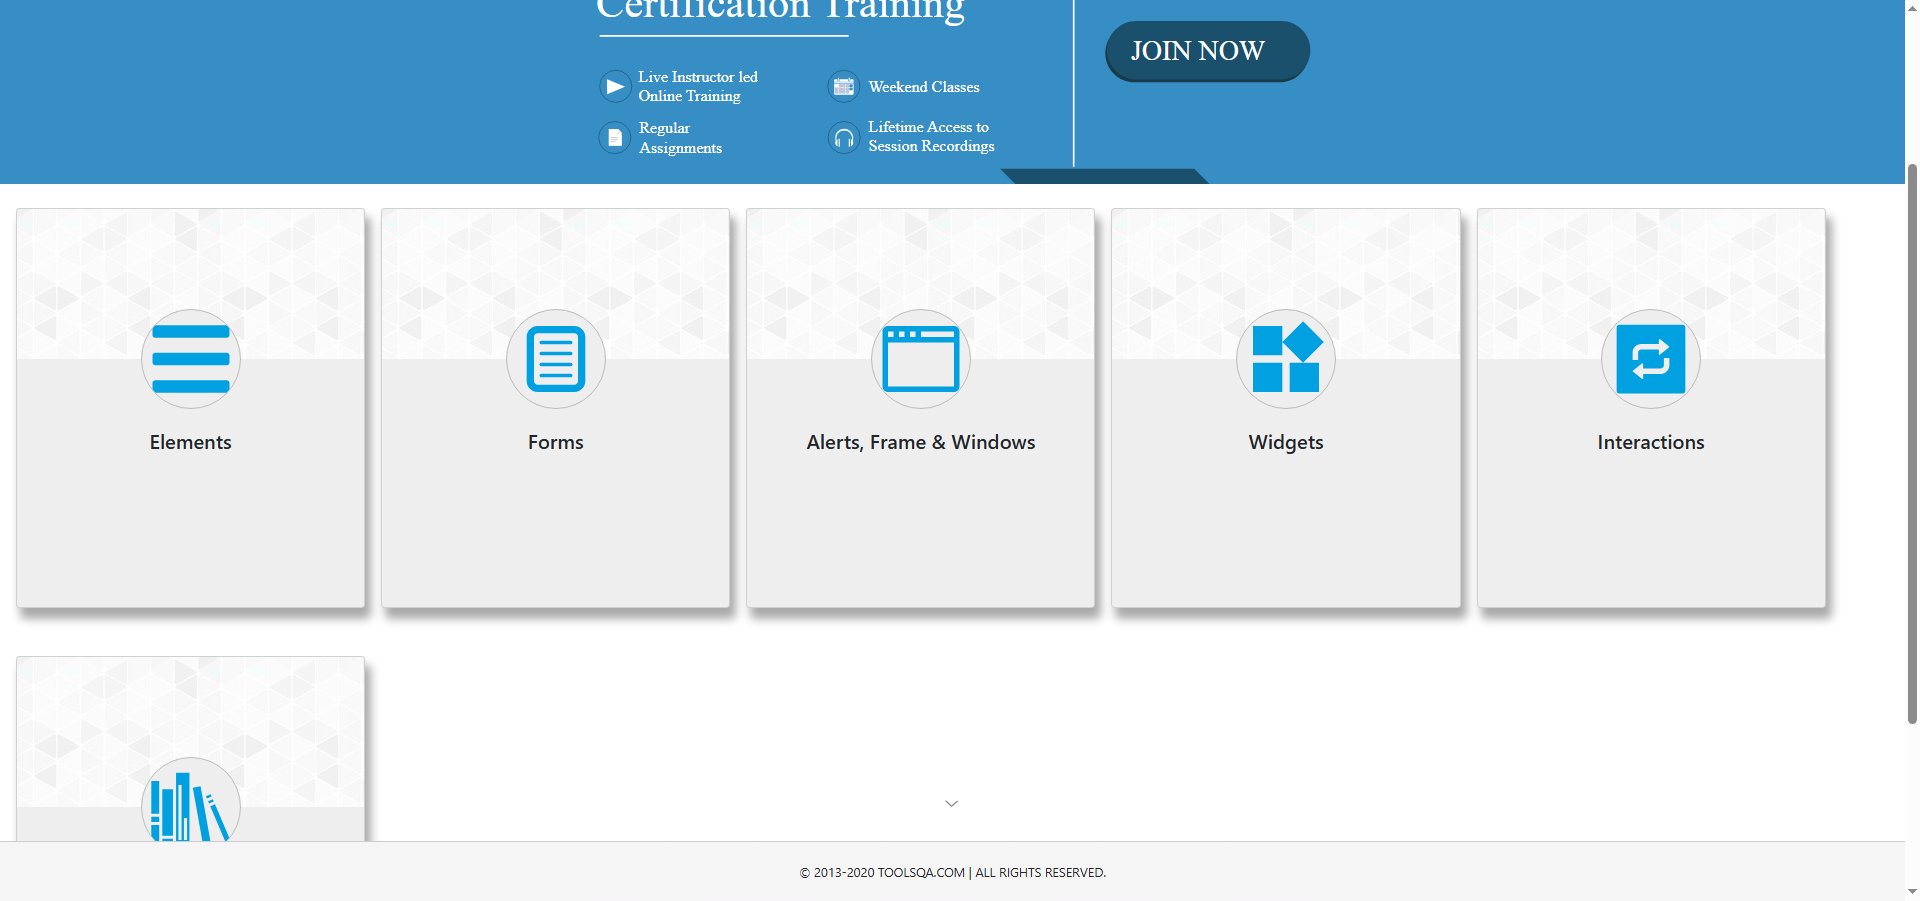 Certification Training
JOIN NOW
Live Instructor led
Online Training
Weekend Classes
Regular
Assignments
Lifetime Access to
Session Recordings
Elements
Forms
Alerts, Frame & Windows
Widgets
Interactions
© 2013-2020 TOOLSQA.COM | ALL RIGHTS RESERVED.